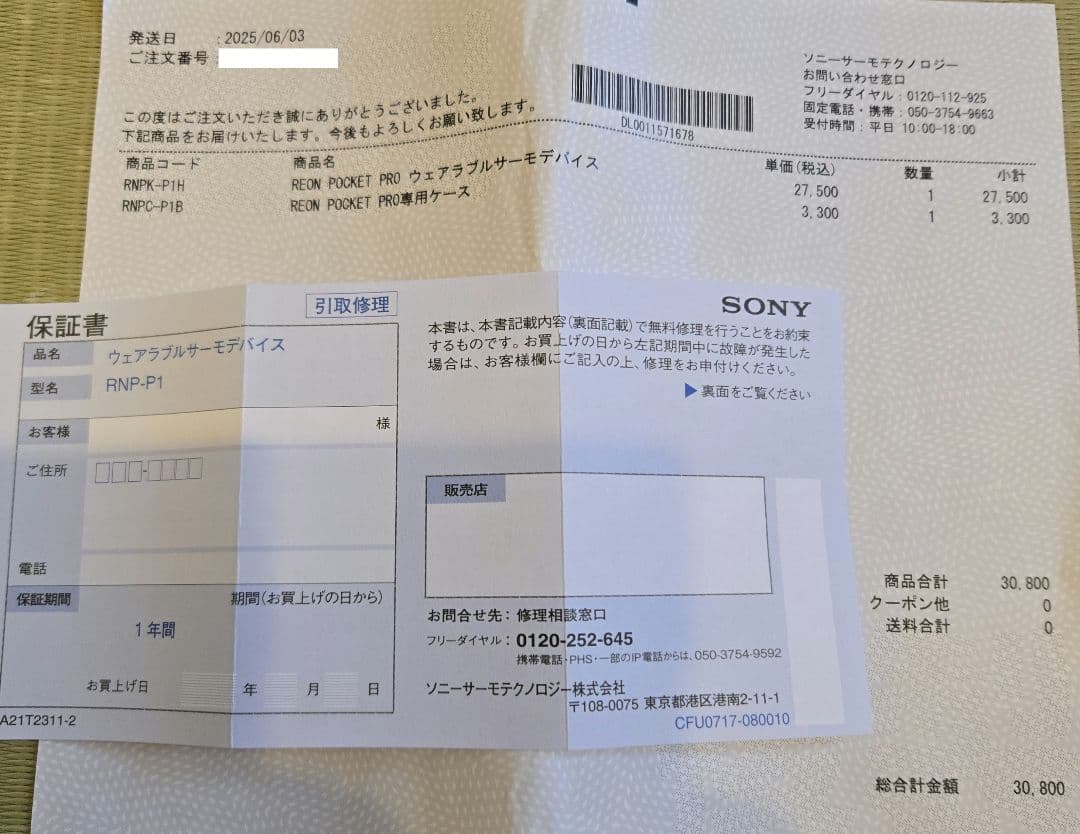 発送日 : 2025/06/03
ご注文番号
この度はご注文いただき誠にありがとうございました。
下記商品をお届けいたします。今後もよろしくお願い致します。
DL0011571678
ソニーサーモテクノロジー
お問い合わせ窓口
フリーダイヤル : 0120-112-925
固定電話・携帯 : 050-3754-9663
受付時間 : 平日 10:00-18:00
商品コード 商品名 単価(税込) 数量 小計
RNPK-P1H REON POCKET PRO ウェアラブルサーモデバイス 27,500 1 27,500
RNPC-P1B REON POCKET PRO専用ケース 3,300 1 3,300
保証書
引取修理
品名 ウェアラブルサーモデバイス
型名 RNP-P1
お客様 様
ご住所
電話
保証期間 期間(お買上げの日から)
1年間
お買上げ日 年 月 日
A21T2311-2
SONY
本書は、本書記載内容(裏面記載)で無料修理を行うことをお約束
するものです。お買上げの日から左記期間中に故障が発生した
場合は、お客様欄にご記入の上、修理をお申付けください。
▶裏面をご覧ください
販売店
お問合せ先:修理相談窓口
フリーダイヤル:0120-252-645
携帯電話・PHS・一部のIP電話からは、050-3754-9592
ソニーサーモテクノロジー株式会社
〒108-0075 東京都港区港南2-11-1
CFU0717-080010
商品合計 30,800
クーポン他 0
送料合計 0
総合計金額 30,800